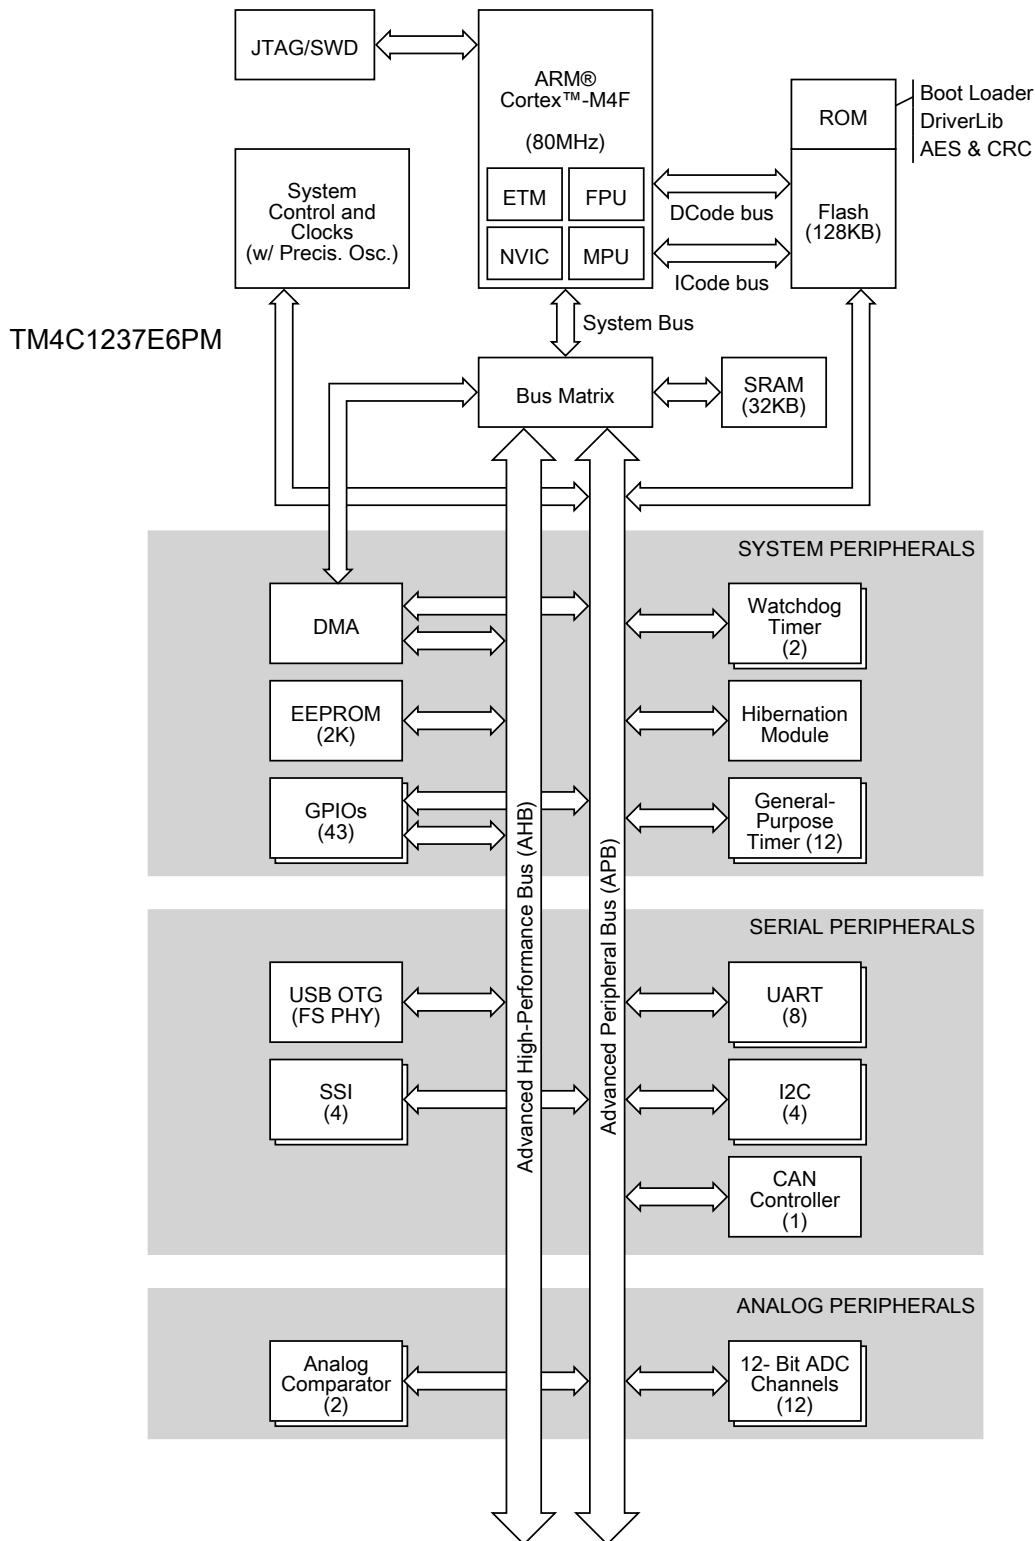 JTAG/SWD
ARM®
Cortex™-M4F
(80MHz)
ETM
FPU
NVIC
MPU
ROM
Boot Loader
DriverLib
AES & CRC
Flash
(128KB)
DCode bus
ICode bus
System
Control and
Clocks
(w/ Precis. Osc.)
TM4C1237E6PM
System Bus
Bus Matrix
SRAM
(32KB)
SYSTEM PERIPHERALS
DMA
Watchdog
Timer
(2)
EEPROM
(2K)
Hibernation
Module
GPIOs
(43)
General-
Purpose
Timer (12)
Advanced High-Performance Bus (AHB)
Advanced Peripheral Bus (APB)
SERIAL PERIPHERALS
USB OTG
(FS PHY)
UART
(8)
SSI
(4)
I2C
(4)
CAN
Controller
(1)
ANALOG PERIPHERALS
Analog
Comparator
(2)
12- Bit ADC
Channels
(12)